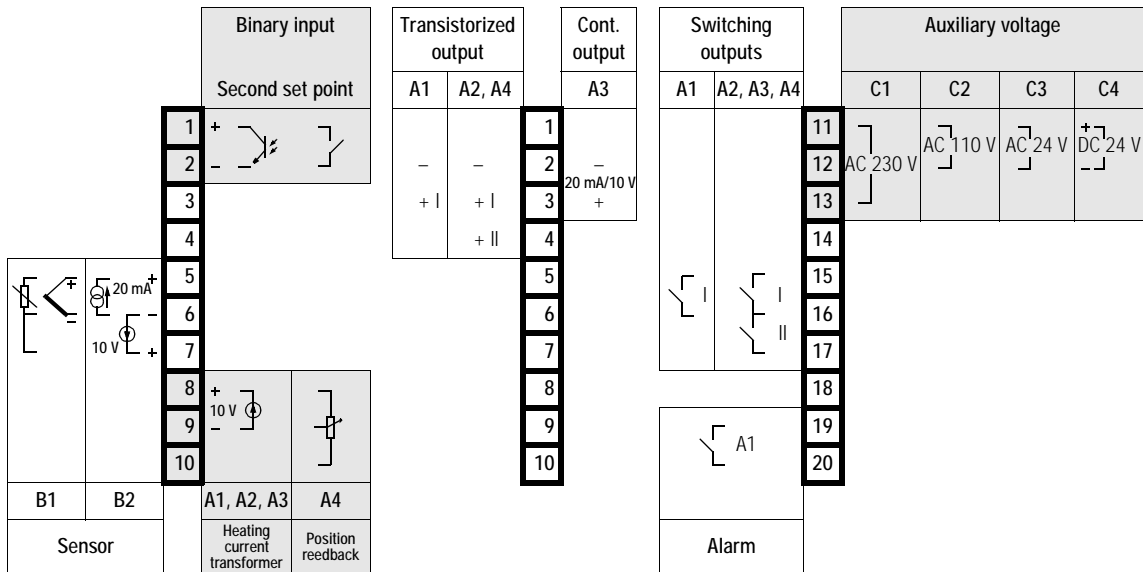 Binary input
Second set point
Transistorized
output
A1 A2, A4
Cont.
output
A3
Switching
outputs
A1 A2, A3, A4
Auxiliary voltage
C1 C2 C3 C4
1 + − 2
3
4
5
6
7
8
9
10
− −
+ I + I
+ II
1
2
3
4
5
6
7
8
9
10
−
20 mA/10 V
+
I I
II
11
12
13
14
15
16
17
18
19
20
AC 230 V
AC 110 V
AC 24 V
+
DC 24 V
−
+
−
20 mA
+
−
10 V
+
+
10 V
−
A1
B1 B2
Sensor
A1, A2, A3 A4
Heating
current
transformer
Position
reedback
Alarm